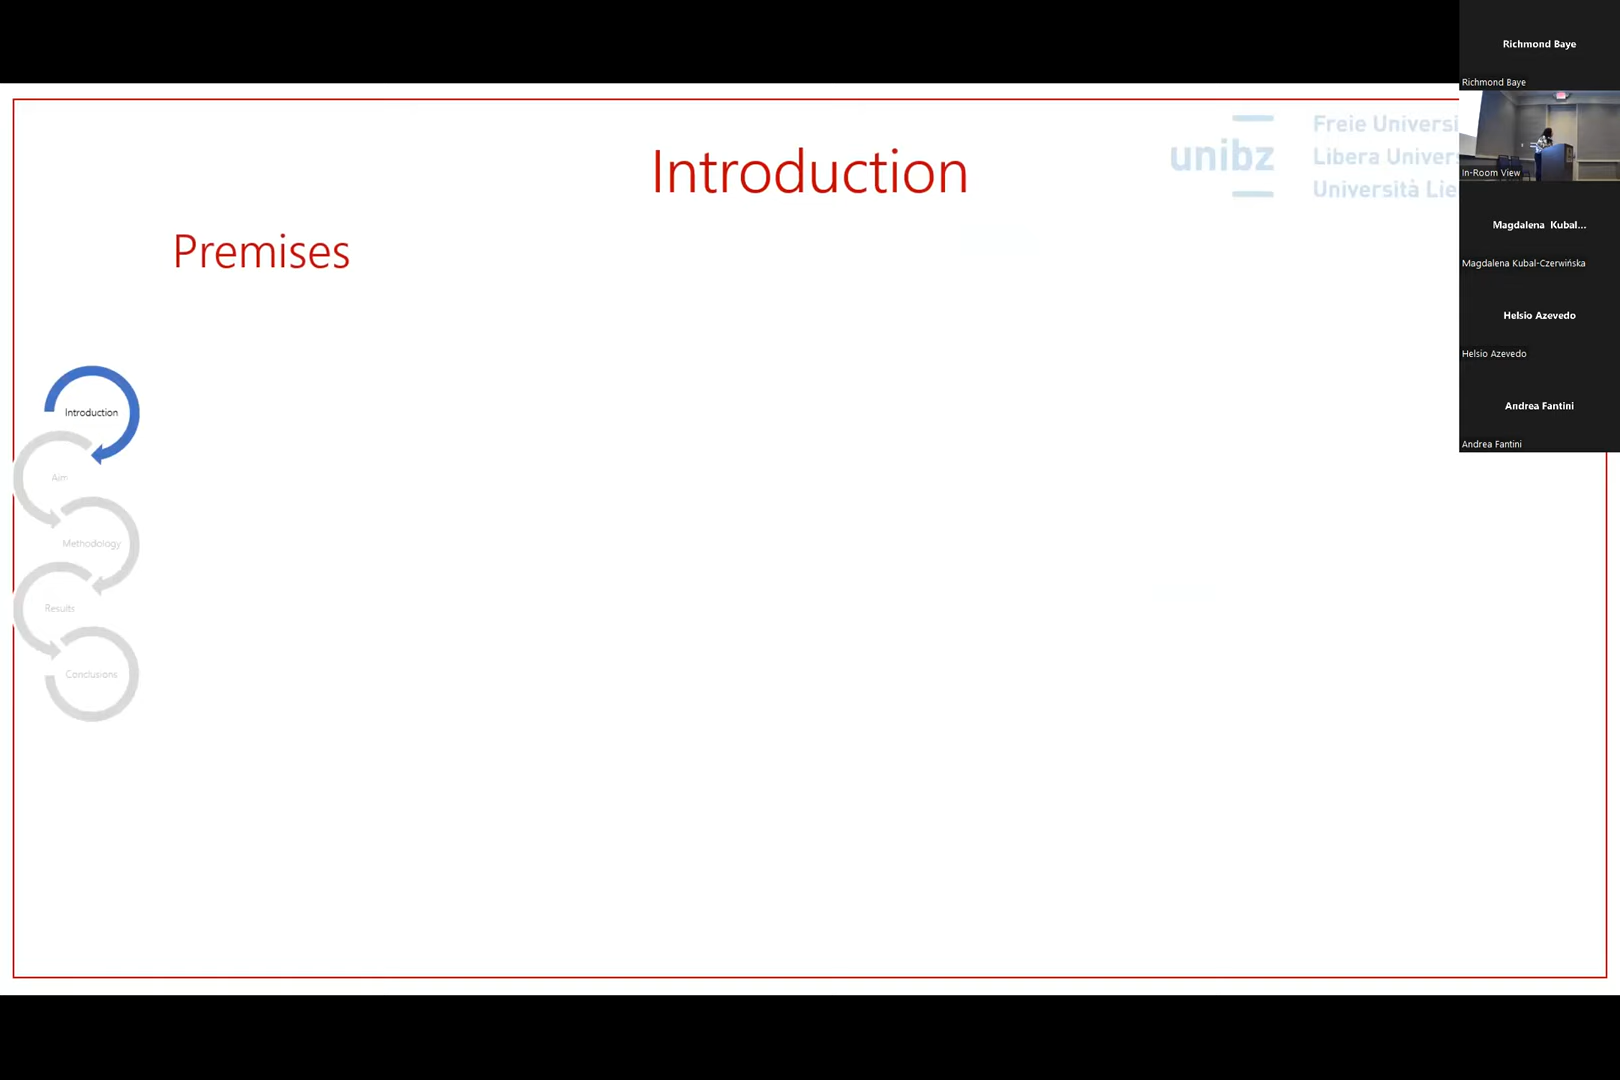 Introduction
unibz
Freie Universi
Libera Univer
Università Lie
Premises
Introduction
Aim
Methodology
Results
Conclusions
Richmond Baye
Richmond Baye
In-Room View
Magdalena Kubal...
Magdalena Kubal-Czerwińska
Helsio Azevedo
Helsio Azevedo
Andrea Fantini
Andrea Fantini